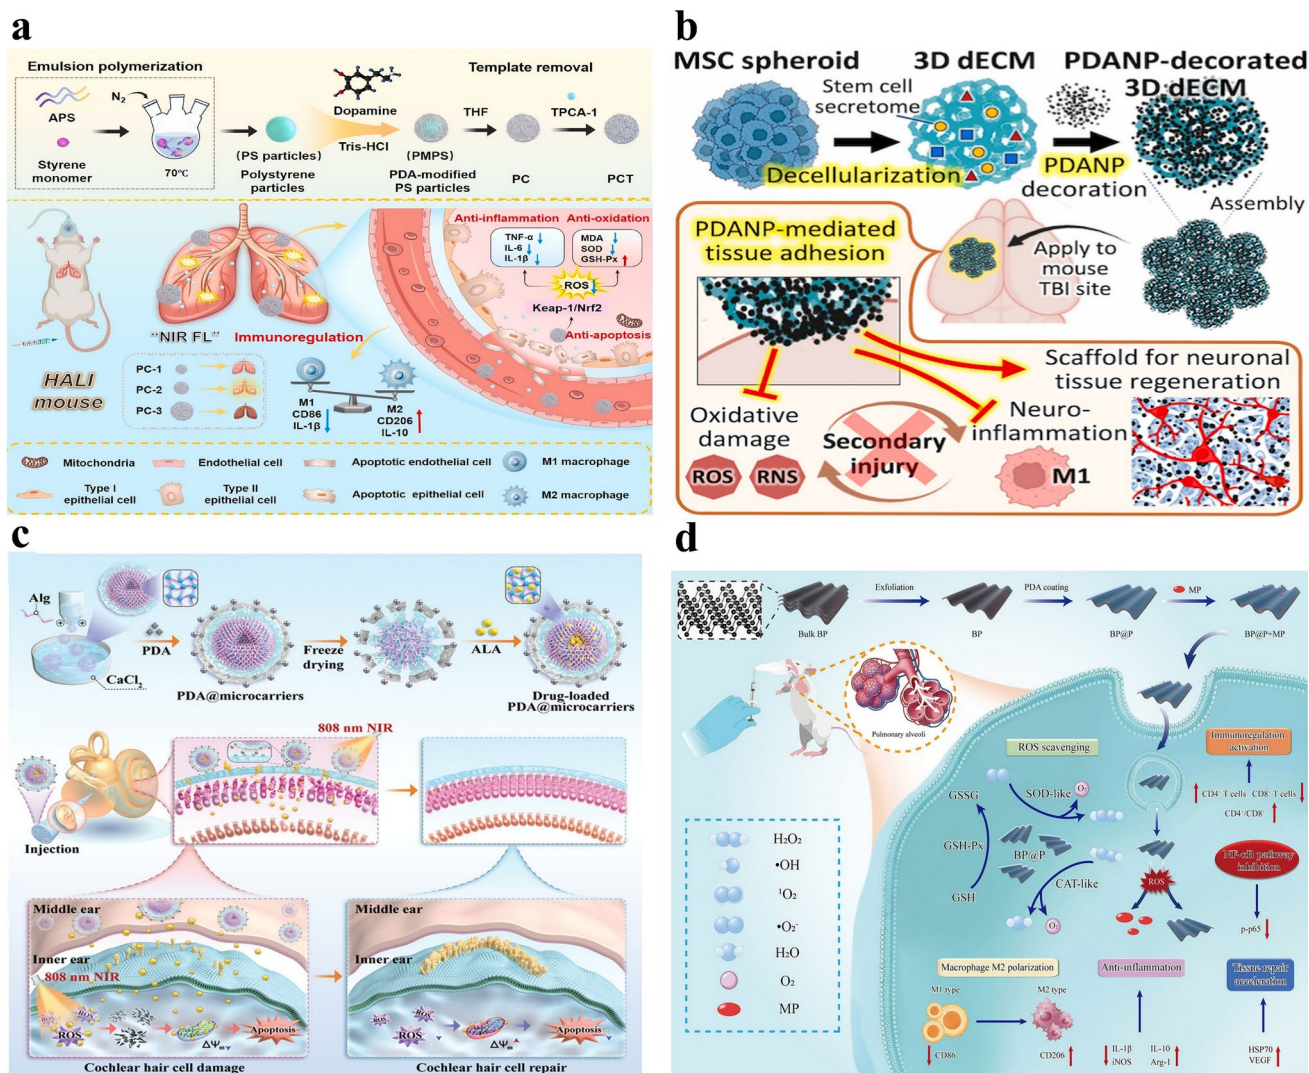 a
Emulsion polymerization
Template removal
N₂
APS
Styrene
monomer
70℃
(PS particles)
Polystyrene
particles
Dopamine
Tris-HCl
(PMPS)
PDA-modified
PS particles
THF
PC
TPCA-1
PCT
Anti-inflammation
Anti-oxidation
TNF-α
IL-6
IL-1β
MDA
SOD
GSH-Px
ROS
Keap-1/Nrf2
Anti-apoptosis
"NIR FL"
Immunoregulation
HALI
mouse
PC-1
PC-2
PC-3
M1
CD86
IL-1β
M2
CD206
IL-10
Mitochondria
Endothelial cell
Apoptotic endothelial cell
M1 macrophage
Type I
epithelial cell
Type II
epithelial cell
Apoptotic epithelial cell
M2 macrophage
b
MSC spheroid
3D dECM
PDANP-decorated
3D dECM
Stem cell
secretome
Decellularization
PDANP
decoration
Assembly
Apply to
mouse
TBI site
PDANP-mediated
tissue adhesion
Scaffold for neuronal
tissue regeneration
Oxidative
damage
ROS
RNS
Secondary
injury
Neuro-
inflammation
M1
c
Alg
CaCl₂
PDA
PDA@microcarriers
Freeze
drying
ALA
Drug-loaded
PDA@microcarriers
808 nm NIR
Injection
Middle ear
Inner ear
808 nm NIR
ROS
ROS
ROS
ΔΨm
Apoptosis
Cochlear hair cell damage
Middle ear
Inner ear
ROS
ROS
ROS
ΔΨm
Apoptosis
Cochlear hair cell repair
d
Bulk BP
Exfoliation
BP
PDA coating
BP@P
MP
BP@P+MP
Pulmonary alveoli
ROS scavenging
GSSG
GSH-Px
GSH
SOD-like
O₂
BP@P
CAT-like
O₂
ROS
Immunoregulation
activation
CD4⁺ T cells CD8⁺ T cells
CD4⁺/CD8⁺
NF-κB pathway
inhibition
p-p65
H₂O₂
•OH
¹O₂
•O₂⁻
H₂O
O₂
MP
Macrophage M2 polarization
M1 type
M2 type
CD86
CD206
Anti-inflammation
IL-1β
iNOS
IL-10
Arg-1
Tissue repair
acceleration
HSP70
VEGF